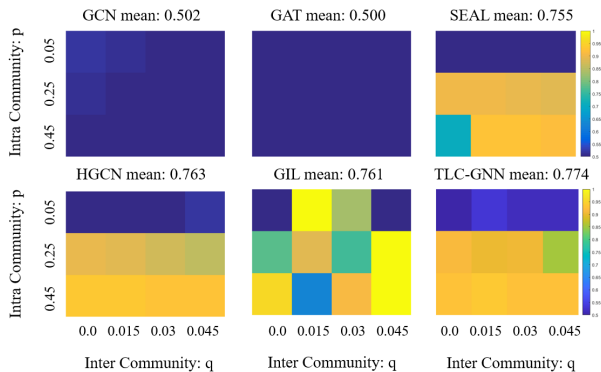 GCN mean: 0.502
GAT mean: 0.500
SEAL mean: 0.755
Intra Community: p
0.05
0.25
0.45
1
0.95
0.9
0.85
0.8
0.75
0.7
0.65
0.6
0.55
0.5
HGCN mean: 0.763
GIL mean: 0.761
TLC-GNN mean: 0.774
Intra Community: p
0.05
0.25
0.45
1
0.95
0.9
0.85
0.8
0.75
0.7
0.65
0.6
0.55
0.5
0.0 0.015 0.03 0.045
0.0 0.015 0.03 0.045
0.0 0.015 0.03 0.045
Inter Community: q
Inter Community: q
Inter Community: q